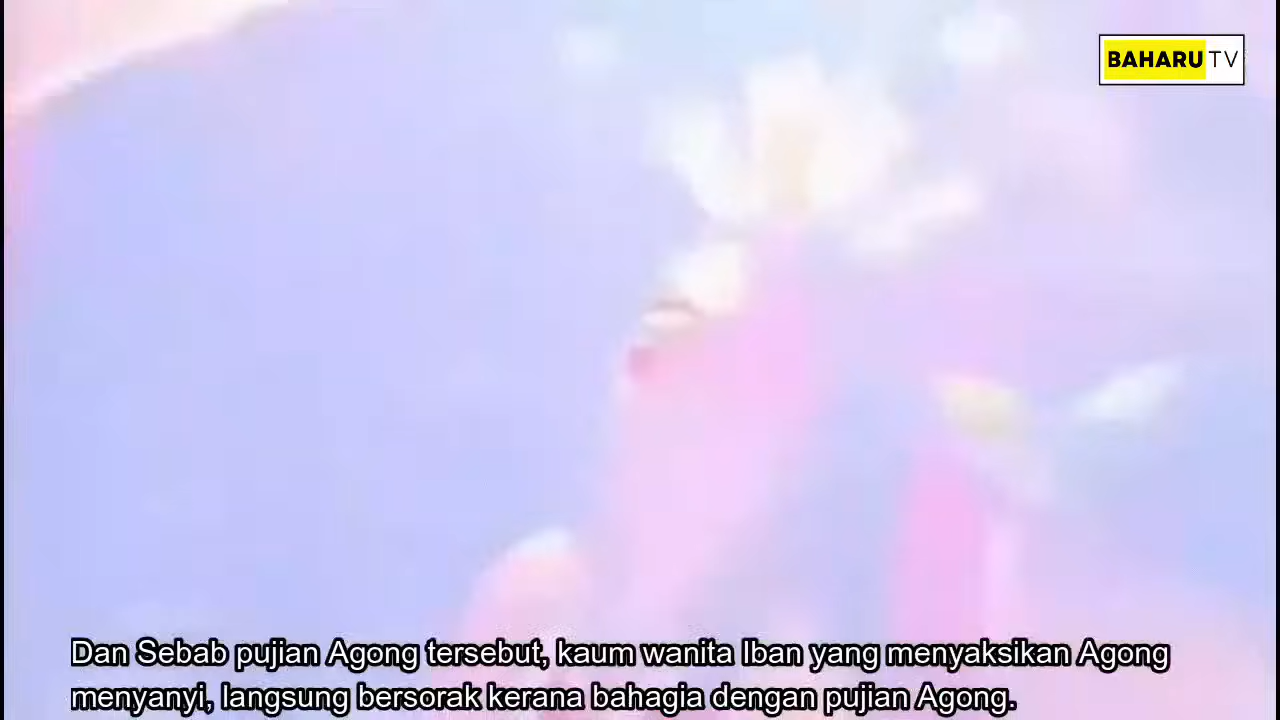 BAHARU TV
Dan Sebab pujian Agong tersebut, kaum wanita Iban yang menyaksikan Agong
menyanyi, langsung bersorak kerana bahagia dengan pujian Agong.